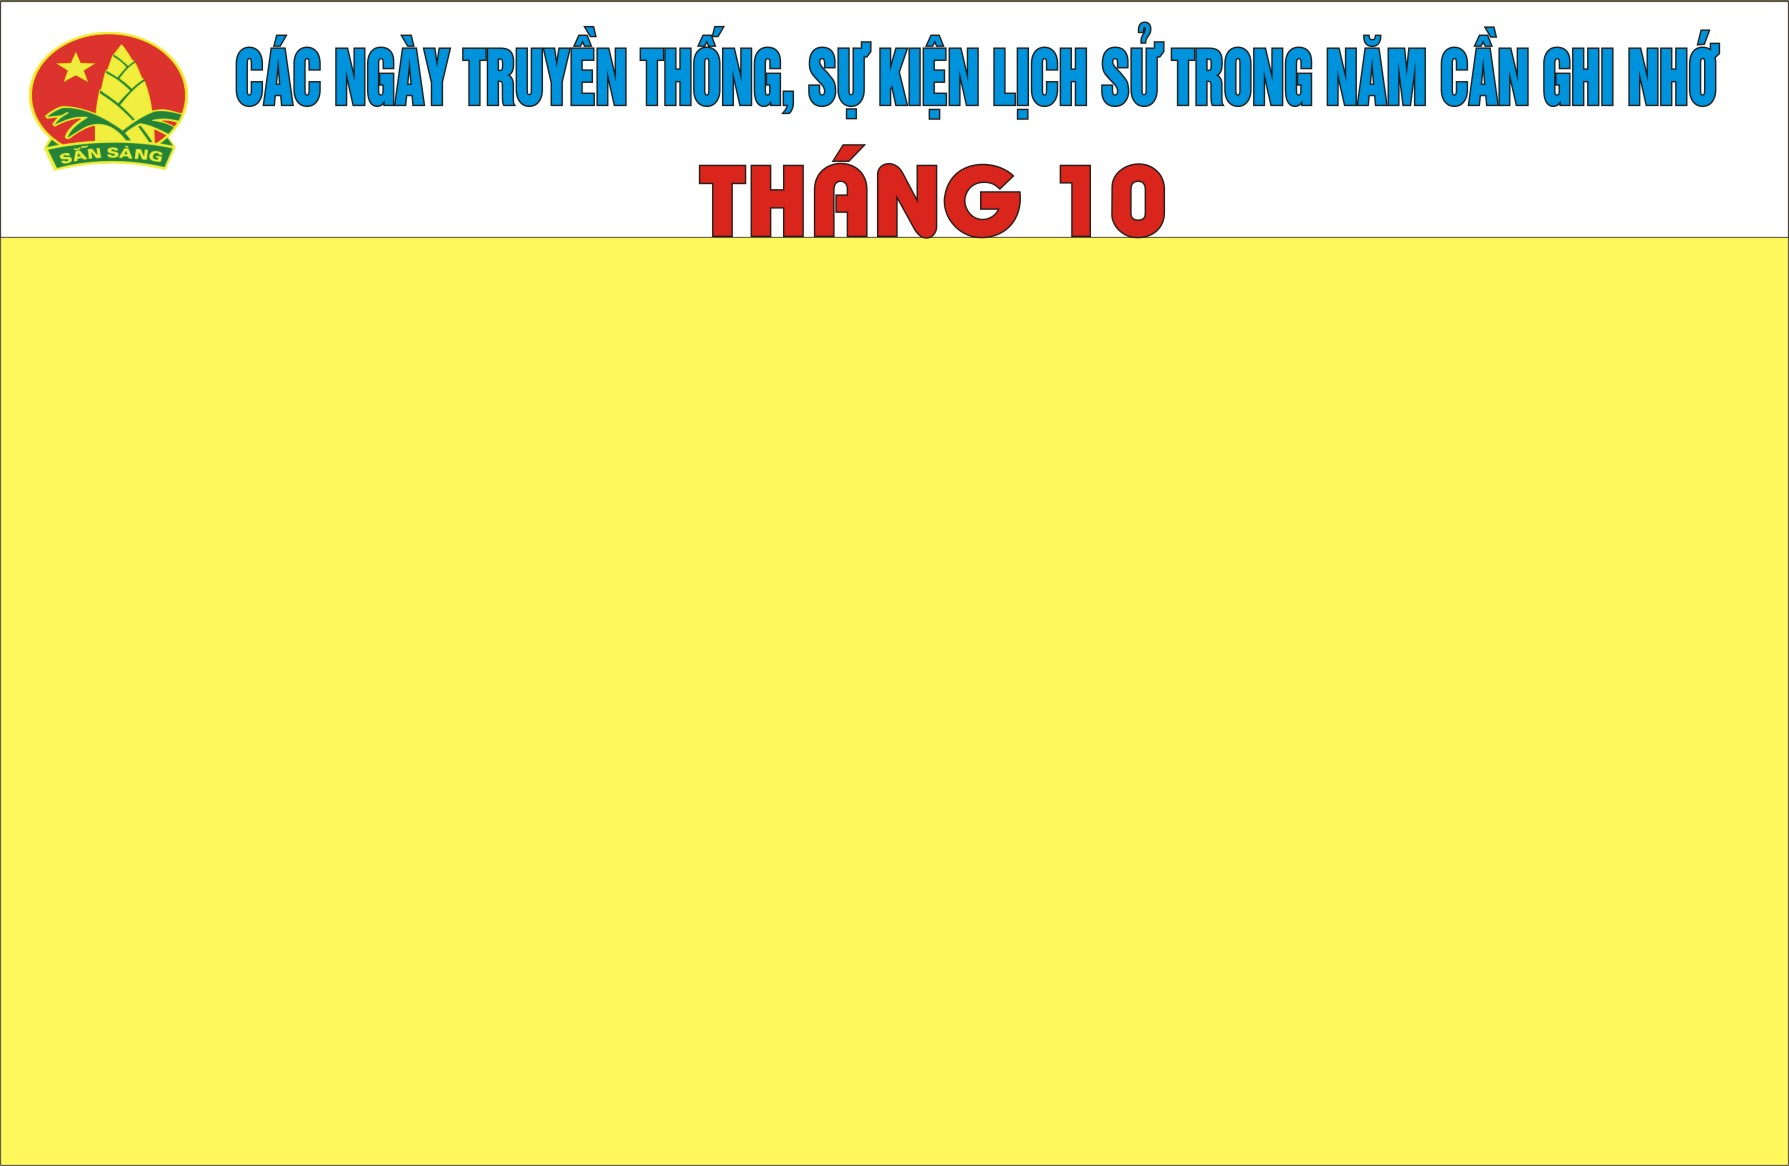 CÁC NGÀY TRUYỀN THỐNG, SỰ KIỆN LỊCH SỬ TRONG NĂM CẦN GHI NHỚ
SẴN SÀNG
THÁNG 10